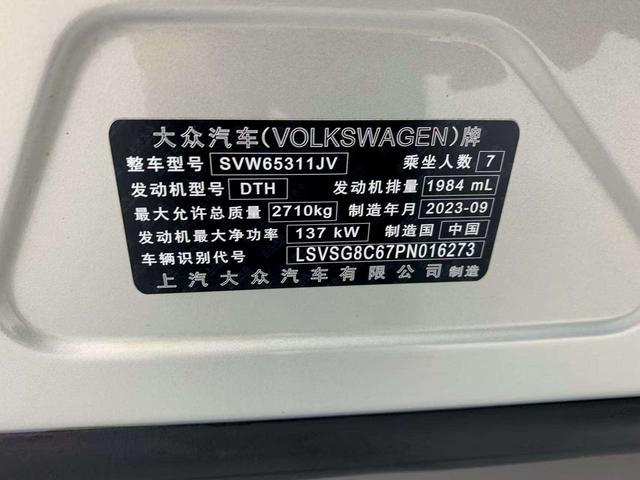 大众汽车(VOLKSWAGEN)牌
整车型号 SVW65311JV 乘坐人数 7
发动机型号 DTH 发动机排量 1984 mL
最大允许总质量 2710kg 制造年月 2023-09
发动机最大净功率 137 kW 制造国 中国
车辆识别代号 LSVSG8C67PN016273
上汽大众汽车有限公司 制造